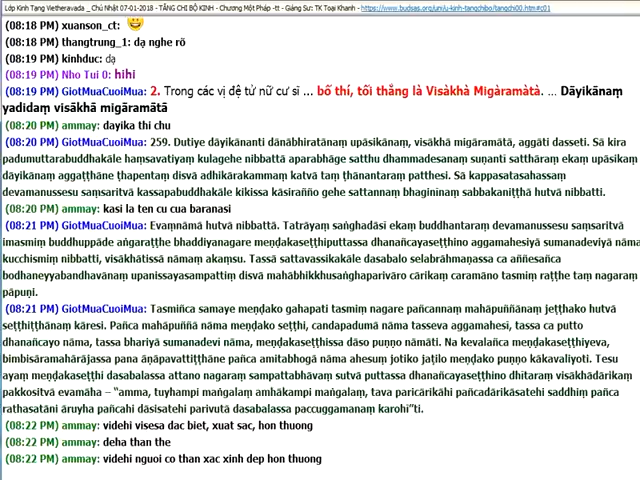 Lớp Kinh Tạng Vietheravada _ Chủ Nhật 07-01-2018 - TĂNG CHI BỘ KINH - Chương Một Pháp -tt - Giảng Sư: TK Toại Khanh - https://www.budsas.org/uni/u-kinh-tangchibo/tangchi00.htm#c01
(08:18 PM) xuanson_ct:
(08:18 PM) thangtrung_1: dạ nghe rõ
(08:19 PM) kinhduc: dạ
(08:19 PM) Nho Tui 0: hihi
(08:19 PM) GiotMuaCuoiMua: 2. Trong các vị đệ tử nữ cư sĩ ... bố thí, tối thắng là Visàkhà Migàramàtà. ... Dāyikānaṃ
yadidaṃ visākhā migāramātā
(08:20 PM) ammay: dayika thi chu
(08:20 PM) GiotMuaCuoiMua: 259. Dutiye dāyikānanti dānābhiratānaṃ upāsikānaṃ, visākhā migāramātā, aggāti dasseti. Sā kira
padumuttarabuddhakāle haṃsavatiyaṃ kulagehe nibbattā aparabhāge satthu dhammadesanaṃ suṇanti satthāraṃ ekaṃ upāsikaṃ
dāyikānaṃ aggaṭṭhāne ṭhapentaṃ disvā adhikārakammaṃ katvā taṃ ṭhānantaraṃ patthesi. Sā kappasatasahassaṃ
devamanussesu saṃsaritvā kassapabuddhakāle kikissa kāsirañño gehe sattannaṃ bhagininaṃ sabbakaniṭṭhā hutvā nibbatti.
(08:20 PM) ammay: kasi la ten cu cua baranasi
(08:21 PM) GiotMuaCuoiMua: Evaṃnāmā hutvā nibbattā. Tatrāyaṃ saṅghadāsī ekaṃ buddhantaraṃ devamanussesu saṃsaritvā
imasmiṃ buddhuppāde aṅgaraṭṭhe bhaddiyanagare meṇḍakaseṭṭhiputtassa dhanañcayaseṭṭhino aggamahesiyā sumanadeviyā nāma
kucchismiṃ nibbatti, visākhātissā nāmaṃ akaṃsu. Tassā sattavassikakāle dasabalo selabrāhmaṇassa ca aññesañca
bodhaneyyabandhavānaṃ upanissayasampattiṃ disvā mahābhikkhusaṅghaparivāro cārikaṃ caramāno tasmiṃ raṭṭhe taṃ nagaraṃ
pāpuṇi.
(08:21 PM) GiotMuaCuoiMua: Tasmiñca samaye meṇḍako gahapati tasmiṃ nagare pañcannaṃ mahāpuññānaṃ jeṭṭhako hutvā
seṭṭhiṭṭhānaṃ kāresi. Pañca mahāpuññā nāma meṇḍako seṭṭhi, candapadumā nāma tasseva aggamahesi, tassa ca putto
dhanañcayo nāma, tassa bhariyā sumanadevi nāma, meṇḍakaseṭṭhissa dāso puṇṇo nāmāti. Na kevalañca meṇḍakaseṭṭhiyeva,
bimbisāramahārājassa pana āṇāpavattiṭṭhāne pañca amitabhogā nāma ahesuṃ jotiko jaṭilo meṇḍako puṇṇo kākavaliyoti. Tesu
ayaṃ meṇḍakaseṭṭhi dasabalassa attano nagaraṃ sampattabhāvaṃ sutvā puttassa dhanañcayaseṭṭhino dhitaraṃ visākhādārikaṃ
pakkositvā evamāha – “amma, tuyhampi maṅgalaṃ amhākampi maṅgalaṃ, tava paricārikāhi pañcadārikāsatehi saddhiṃ pañca
rathasatāni āruyha pañcahi dāsisatehi parivutā dasabalassa paccuggamanaṃ karohi”ti.
(08:22 PM) ammay: videhi visesa dac biet, xuat sac, hon thuong
(08:22 PM) ammay: deha than the
(08:22 PM) ammay: videhi nguoi co than xac xinh dep hon thuong